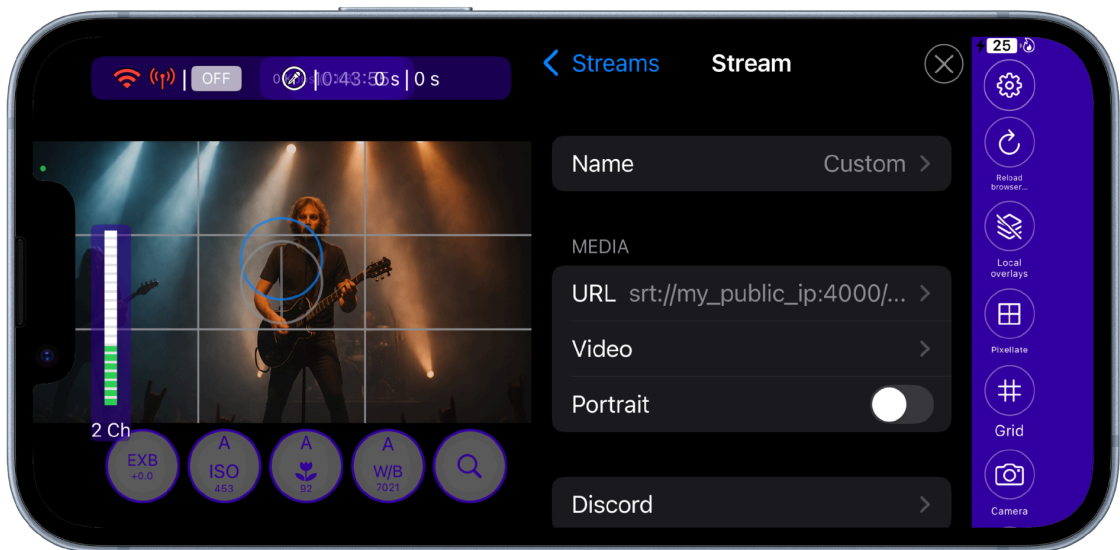 OFF
0 s | 0 s
2 Ch
EXB
+0.0
A
ISO
453
A
92
A
W/B
7021
Streams
Stream
Name
Custom
MEDIA
URL
srt://my_public_ip:4000/...
Video
Portrait
Discord
25
Reload
browser...
Local
overlays
Pixellate
Grid
Camera